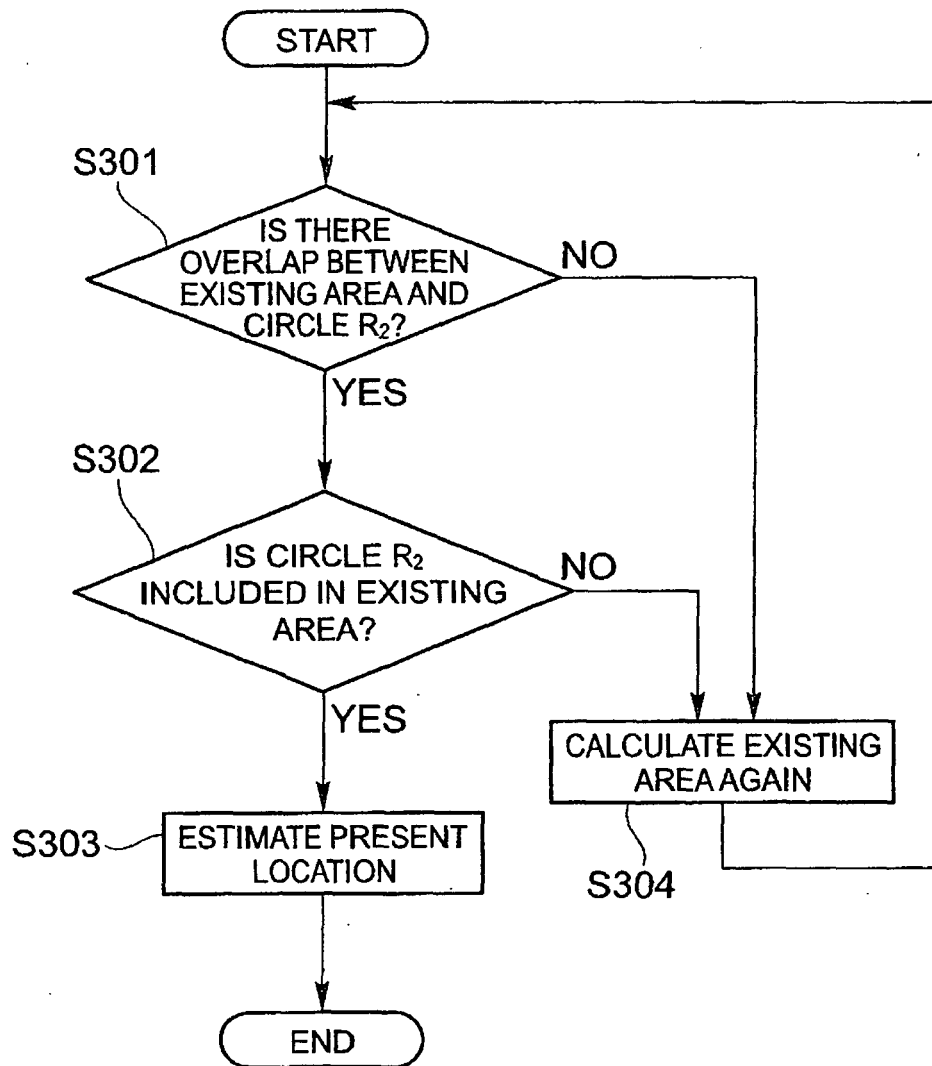 START
S301
IS THERE
OVERLAP BETWEEN
EXISTING AREA AND
CIRCLE R₂?
NO
YES
S302
IS CIRCLE R₂
INCLUDED IN EXISTING
AREA?
NO
YES
CALCULATE EXISTING
AREA AGAIN
S303
ESTIMATE PRESENT
LOCATION
S304
END